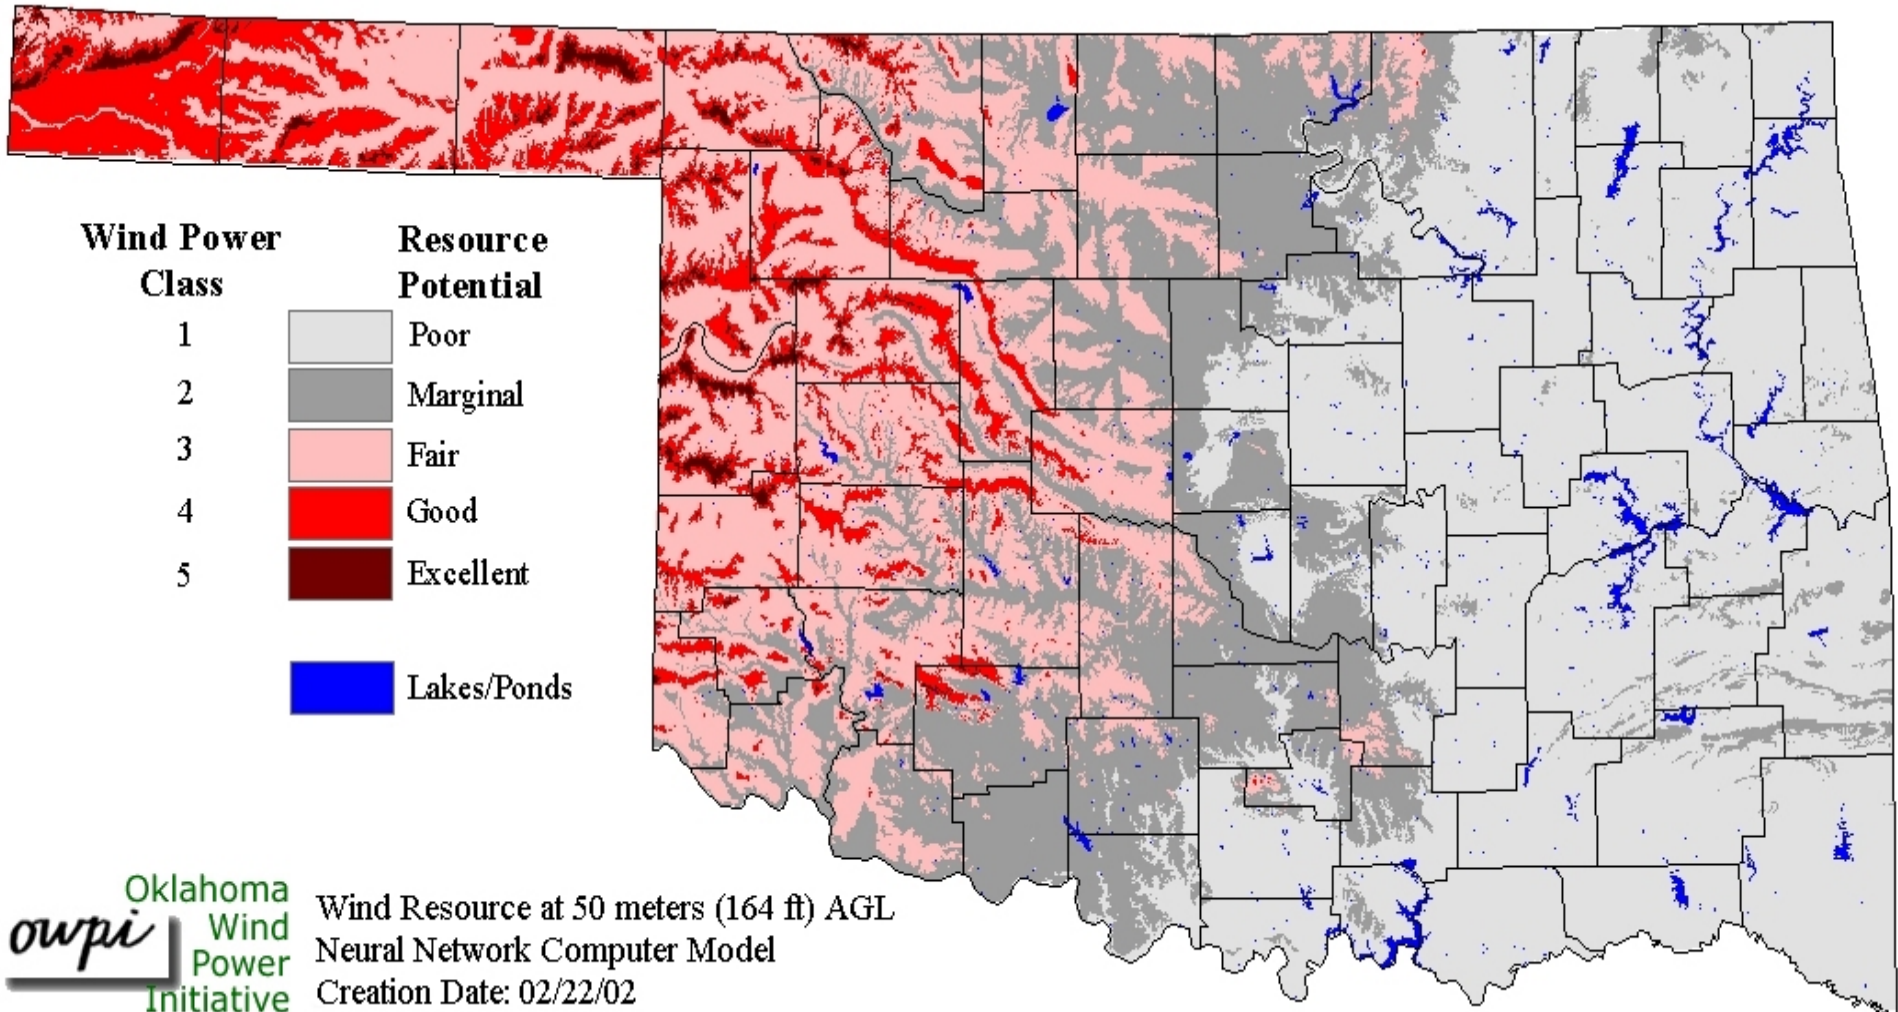 Wind Power Class
Resource Potential
1 Poor
2 Marginal
3 Fair
4 Good
5 Excellent
Lakes/Ponds
owpi
Oklahoma
Wind
Power
Initiative
Wind Resource at 50 meters (164 ft) AGL
Neural Network Computer Model
Creation Date: 02/22/02